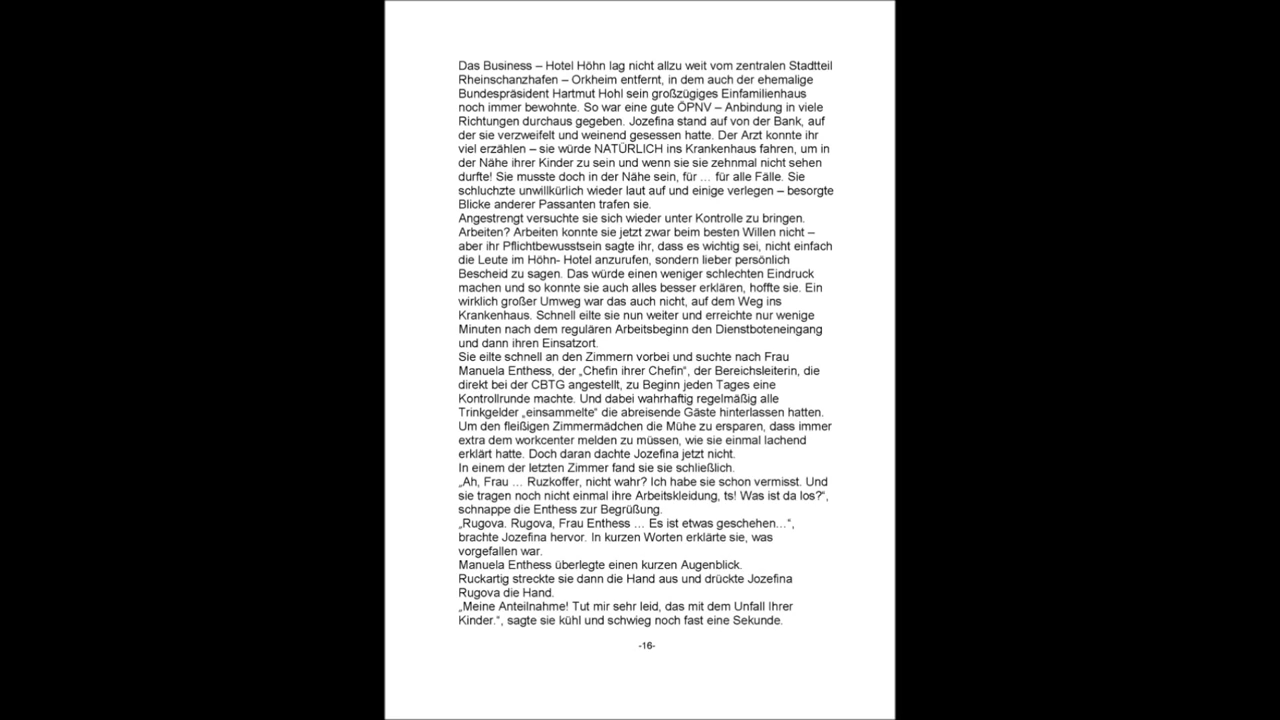 Das Business – Hotel Höhn lag nicht allzu weit vom zentralen Stadtteil
Rheinschanzhafen – Orkheim entfernt, in dem auch der ehemalige
Bundespräsident Hartmut Hohl sein großzügiges Einfamilienhaus
noch immer bewohnte. So war eine gute ÖPNV – Anbindung in viele
Richtungen durchaus gegeben. Jozefina stand auf von der Bank, auf
der sie verzweifelt und weinend gesessen hatte. Der Arzt konnte ihr
viel erzählen – sie würde NATÜRLICH ins Krankenhaus fahren, um in
der Nähe ihrer Kinder zu sein und wenn sie sie zehnmal nicht sehen
durfte! Sie musste doch in der Nähe sein, für … für alle Fälle. Sie
schluchzte unwillkürlich wieder laut auf und einige verlegen – besorgte
Blicke anderer Passanten trafen sie.
Angestrengt versuchte sie sich wieder unter Kontrolle zu bringen.
Arbeiten? Arbeiten konnte sie jetzt zwar beim besten Willen nicht –
aber ihr Pflichtbewusstsein sagte ihr, dass es wichtig sei, nicht einfach
die Leute im Höhn- Hotel anzurufen, sondern lieber persönlich
Bescheid zu sagen. Das würde einen weniger schlechten Eindruck
machen und so konnte sie auch alles besser erklären, hoffte sie. Ein
wirklich großer Umweg war das auch nicht, auf dem Weg ins
Krankenhaus. Schnell eilte sie nun weiter und erreichte nur wenige
Minuten nach dem regulären Arbeitsbeginn den Dienstboteneingang
und dann ihren Einsatzort.
Sie eilte schnell an den Zimmern vorbei und suchte nach Frau
Manuela Enthess, der „Chefin ihrer Chefin“, der Bereichsleiterin, die
direkt bei der CBTG angestellt, zu Beginn jeden Tages eine
Kontrollrunde machte. Und dabei wahrhaftig regelmäßig alle
Trinkgelder „einsammelte“ die abreisende Gäste hinterlassen hatten.
Um den fleißigen Zimmermädchen die Mühe zu ersparen, dass immer
extra dem workcenter melden zu müssen, wie sie einmal lachend
erklärt hatte. Doch daran dachte Jozefina jetzt nicht.
In einem der letzten Zimmer fand sie sie schließlich.
„Ah, Frau … Ruzkoffer, nicht wahr? Ich habe sie schon vermisst. Und
sie tragen noch nicht einmal ihre Arbeitskleidung, ts! Was ist da los?“,
schnappe die Enthess zur Begrüßung.
„Rugova. Rugova, Frau Enthess … Es ist etwas geschehen…“,
brachte Jozefina hervor. In kurzen Worten erklärte sie, was
vorgefallen war.
Manuela Enthess überlegte einen kurzen Augenblick.
Ruckartig streckte sie dann die Hand aus und drückte Jozefina
Rugova die Hand.
„Meine Anteilnahme! Tut mir sehr leid, das mit dem Unfall Ihrer
Kinder.“, sagte sie kühl und schwieg noch fast eine Sekunde.
-16-